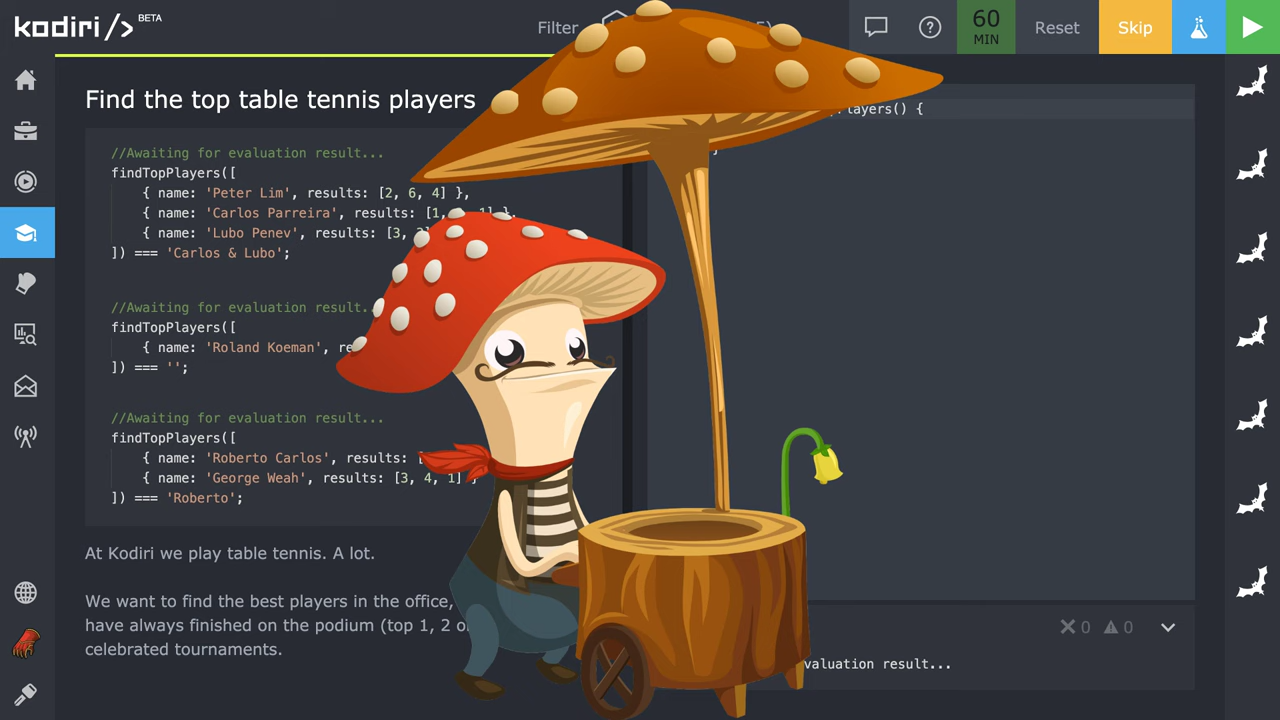 kodiri </> BETA
Filter
60
MIN
Reset
Skip
Find the top table tennis players
//Awaiting for evaluation result...
findTopPlayers([
{ name: 'Peter Lim', results: [2, 6, 4] },
{ name: 'Carlos Parreira', results: [1,
1] },
{ name: 'Lubo Penev', results: [3,
]) === 'Carlos & Lubo';
//Awaiting for evaluation result.
findTopPlayers([
{ name: 'Roland Koeman',
]) === '';
//Awaiting for evaluation result...
findTopPlayers([
{ name: 'Roberto Carlos', results:
{ name: 'George Weah', results: [3, 4, 1] }
]) === 'Roberto';
At Kodiri we play table tennis. A lot.
We want to find the best players in the office,
have always finished on the podium (top 1, 2
celebrated tournaments.
layers() {
0
0
valuation result...